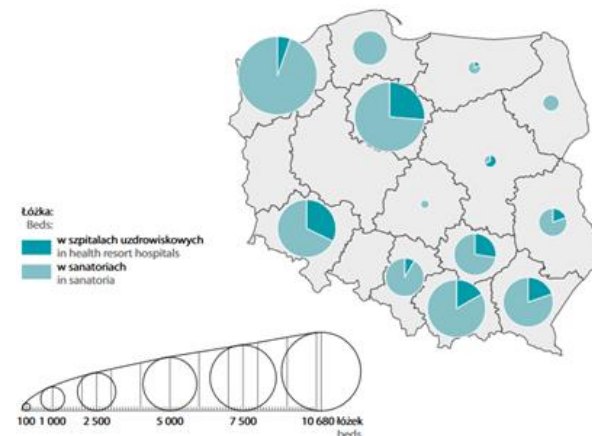 Łóżka:
Beds:
w szpitalach uzdrowiskowych
in health resort hospitals
w sanatoriach
in sanatoria
100 1 000 2 500 5 000 7 500 10 680 łóżek
beds